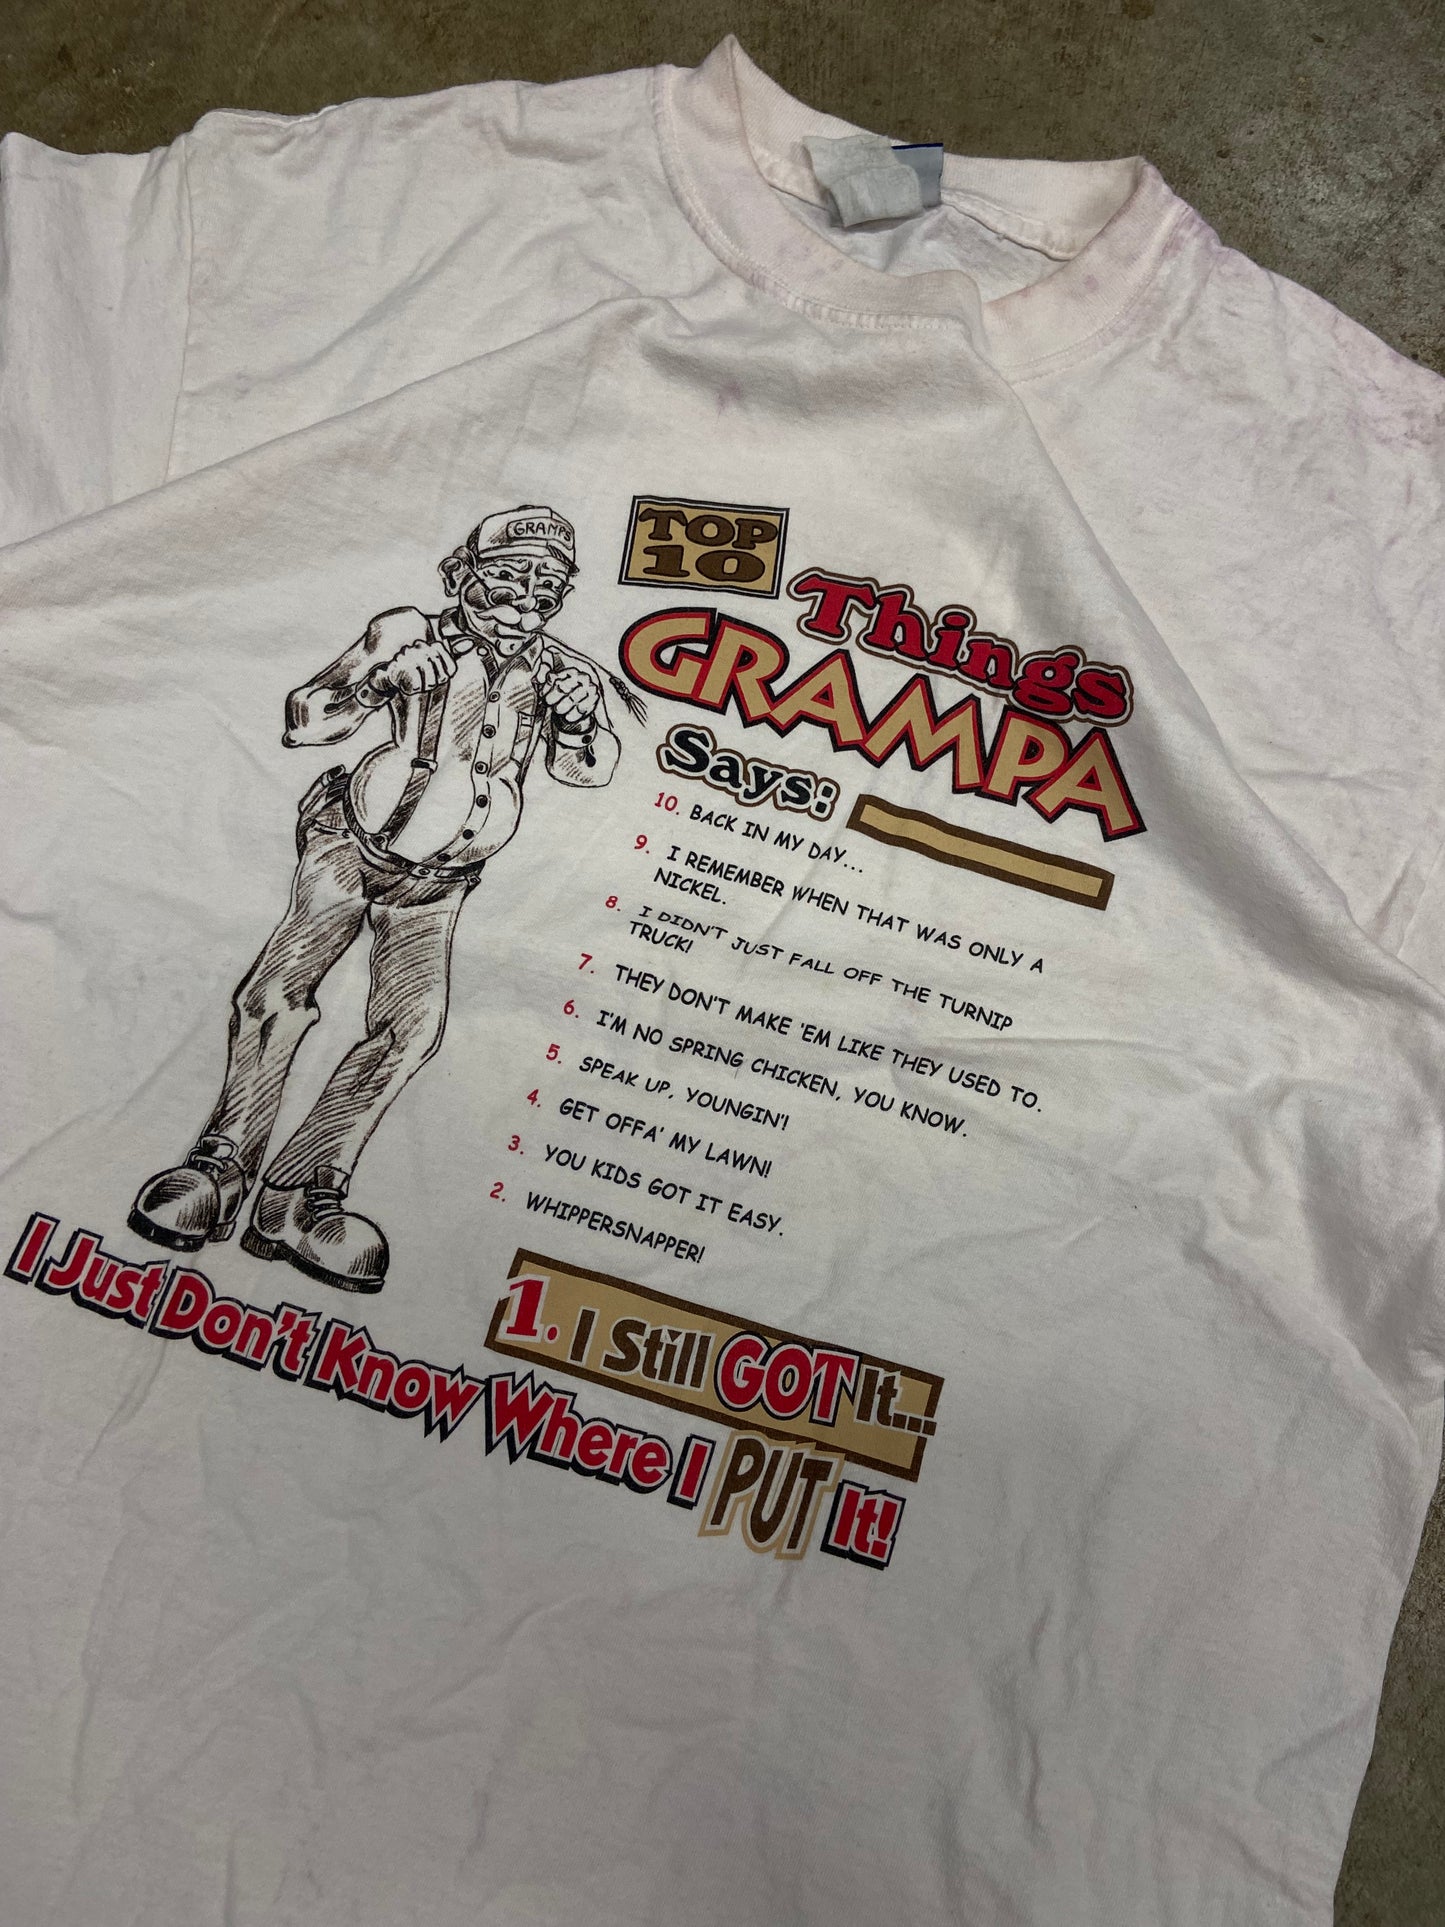 GRAMPS
TOP
10
Things
GRAMPA
Says:
10. BACK IN MY DAY...
9. I REMEMBER WHEN THAT WAS ONLY A
NICKEL.
8. I DIDN'T JUST FALL OFF THE TURNIP
TRUCK!
7. THEY DON'T MAKE 'EM LIKE THEY USED TO.
6. I'M NO SPRING CHICKEN, YOU KNOW.
5. SPEAK UP, YOUNGIN'!
4. GET OFFA' MY LAWN!
3. YOU KIDS GOT IT EASY.
2. WHIPPERSNAPPER!
1. I Still GOT It...
I Just Don't Know Where I PUT It!